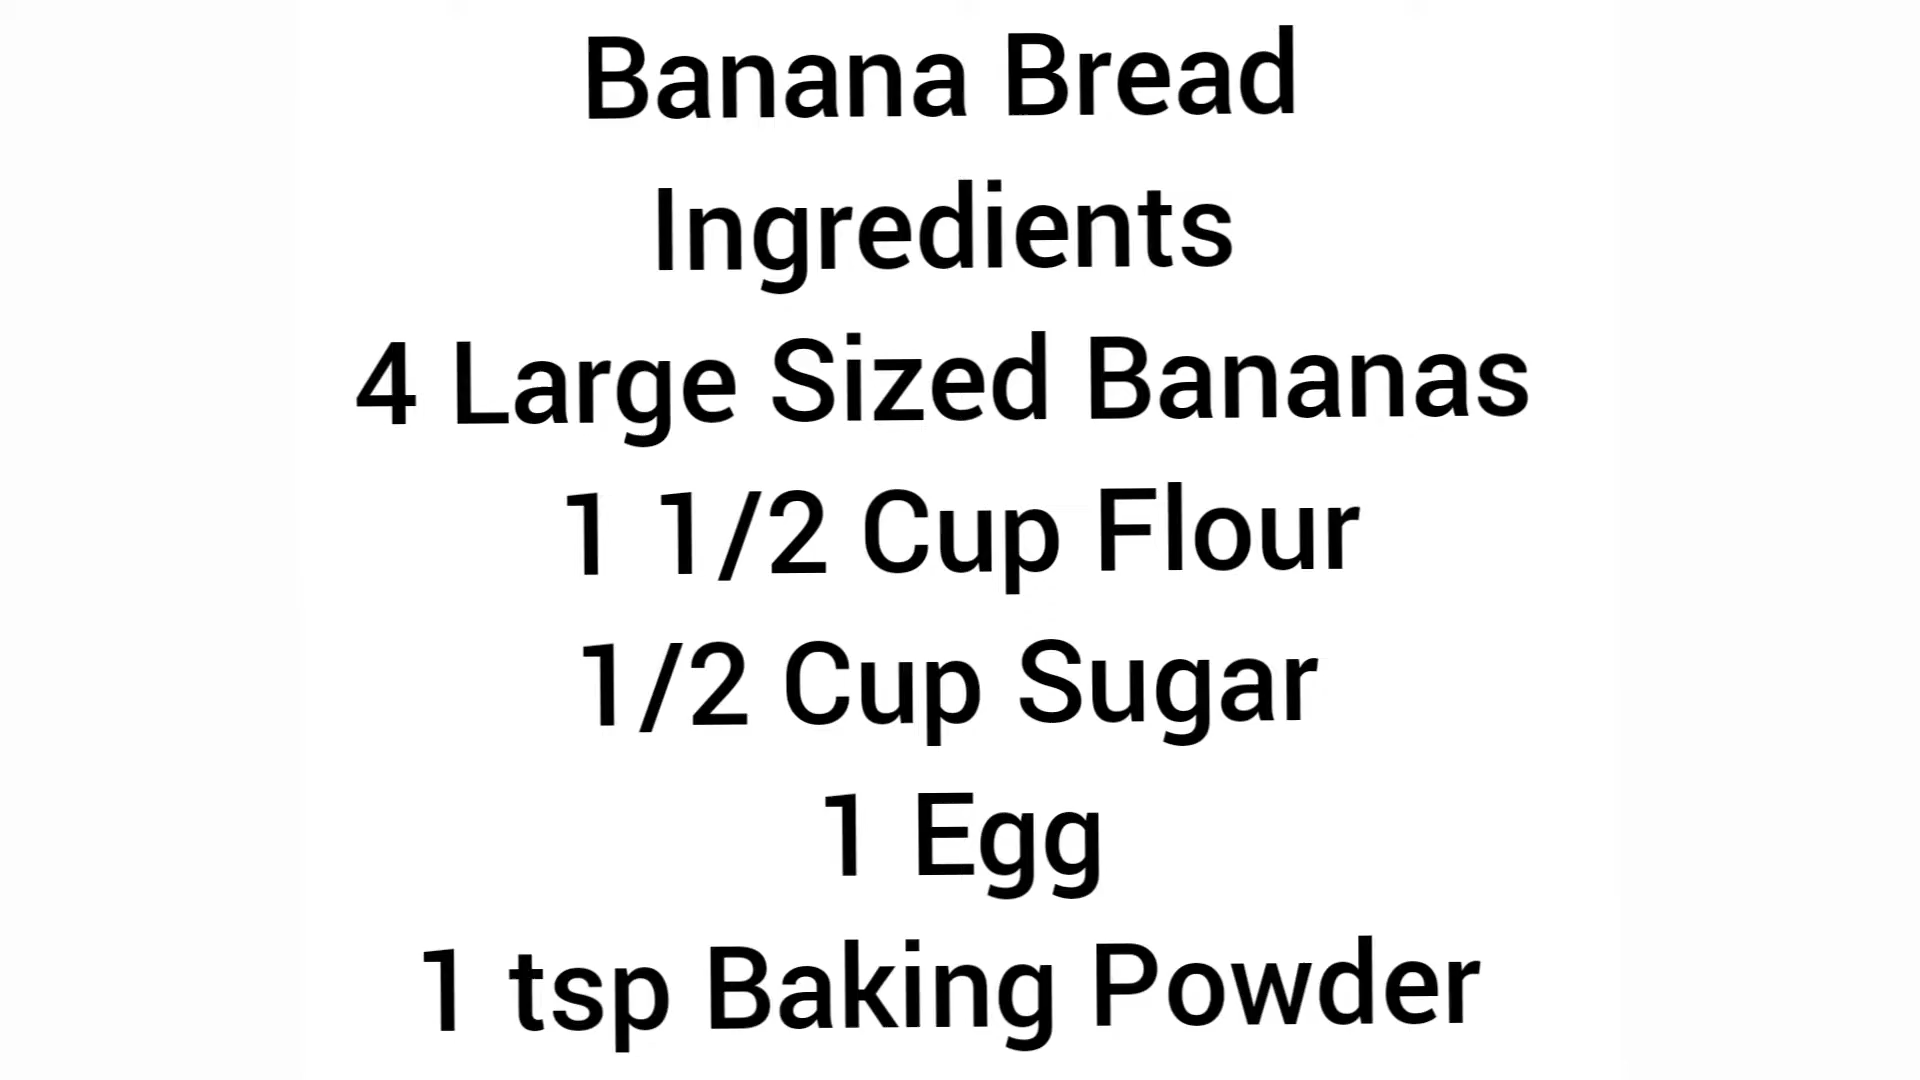 Banana Bread
Ingredients
4 Large Sized Bananas
1 1/2 Cup Flour
1/2 Cup Sugar
1 Egg
1 tsp Baking Powder